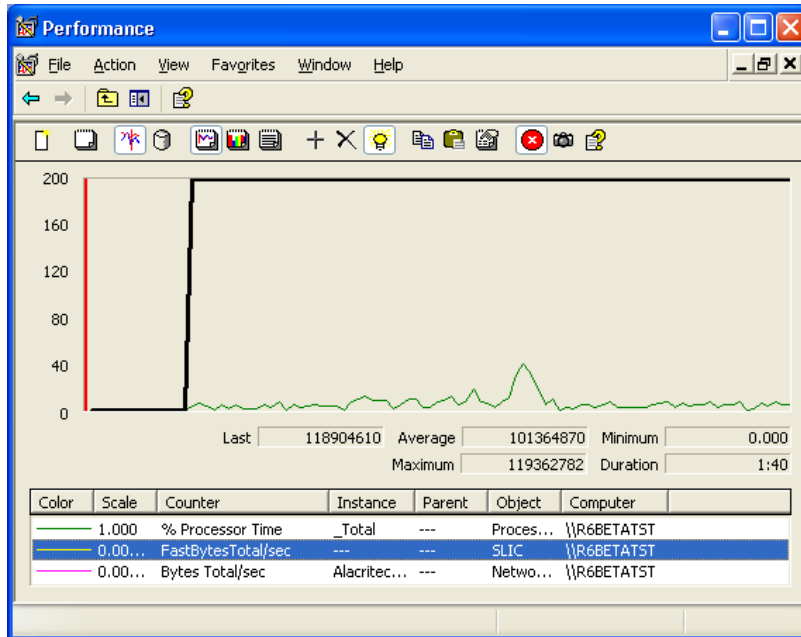 Performance
File Action View Favorites Window Help
200
160
120
80
40
0
Last 118904610 Average 101364870 Minimum 0.000
Maximum 119362782 Duration 1:40
Color Scale Counter Instance Parent Object Computer
1.000 % Processor Time _Total --- Proces... \\R6BETATST
0.00... FastBytesTotal/sec --- --- SLIC \\R6BETATST
0.00... Bytes Total/sec Alacritec... --- Netwo... \\R6BETATST